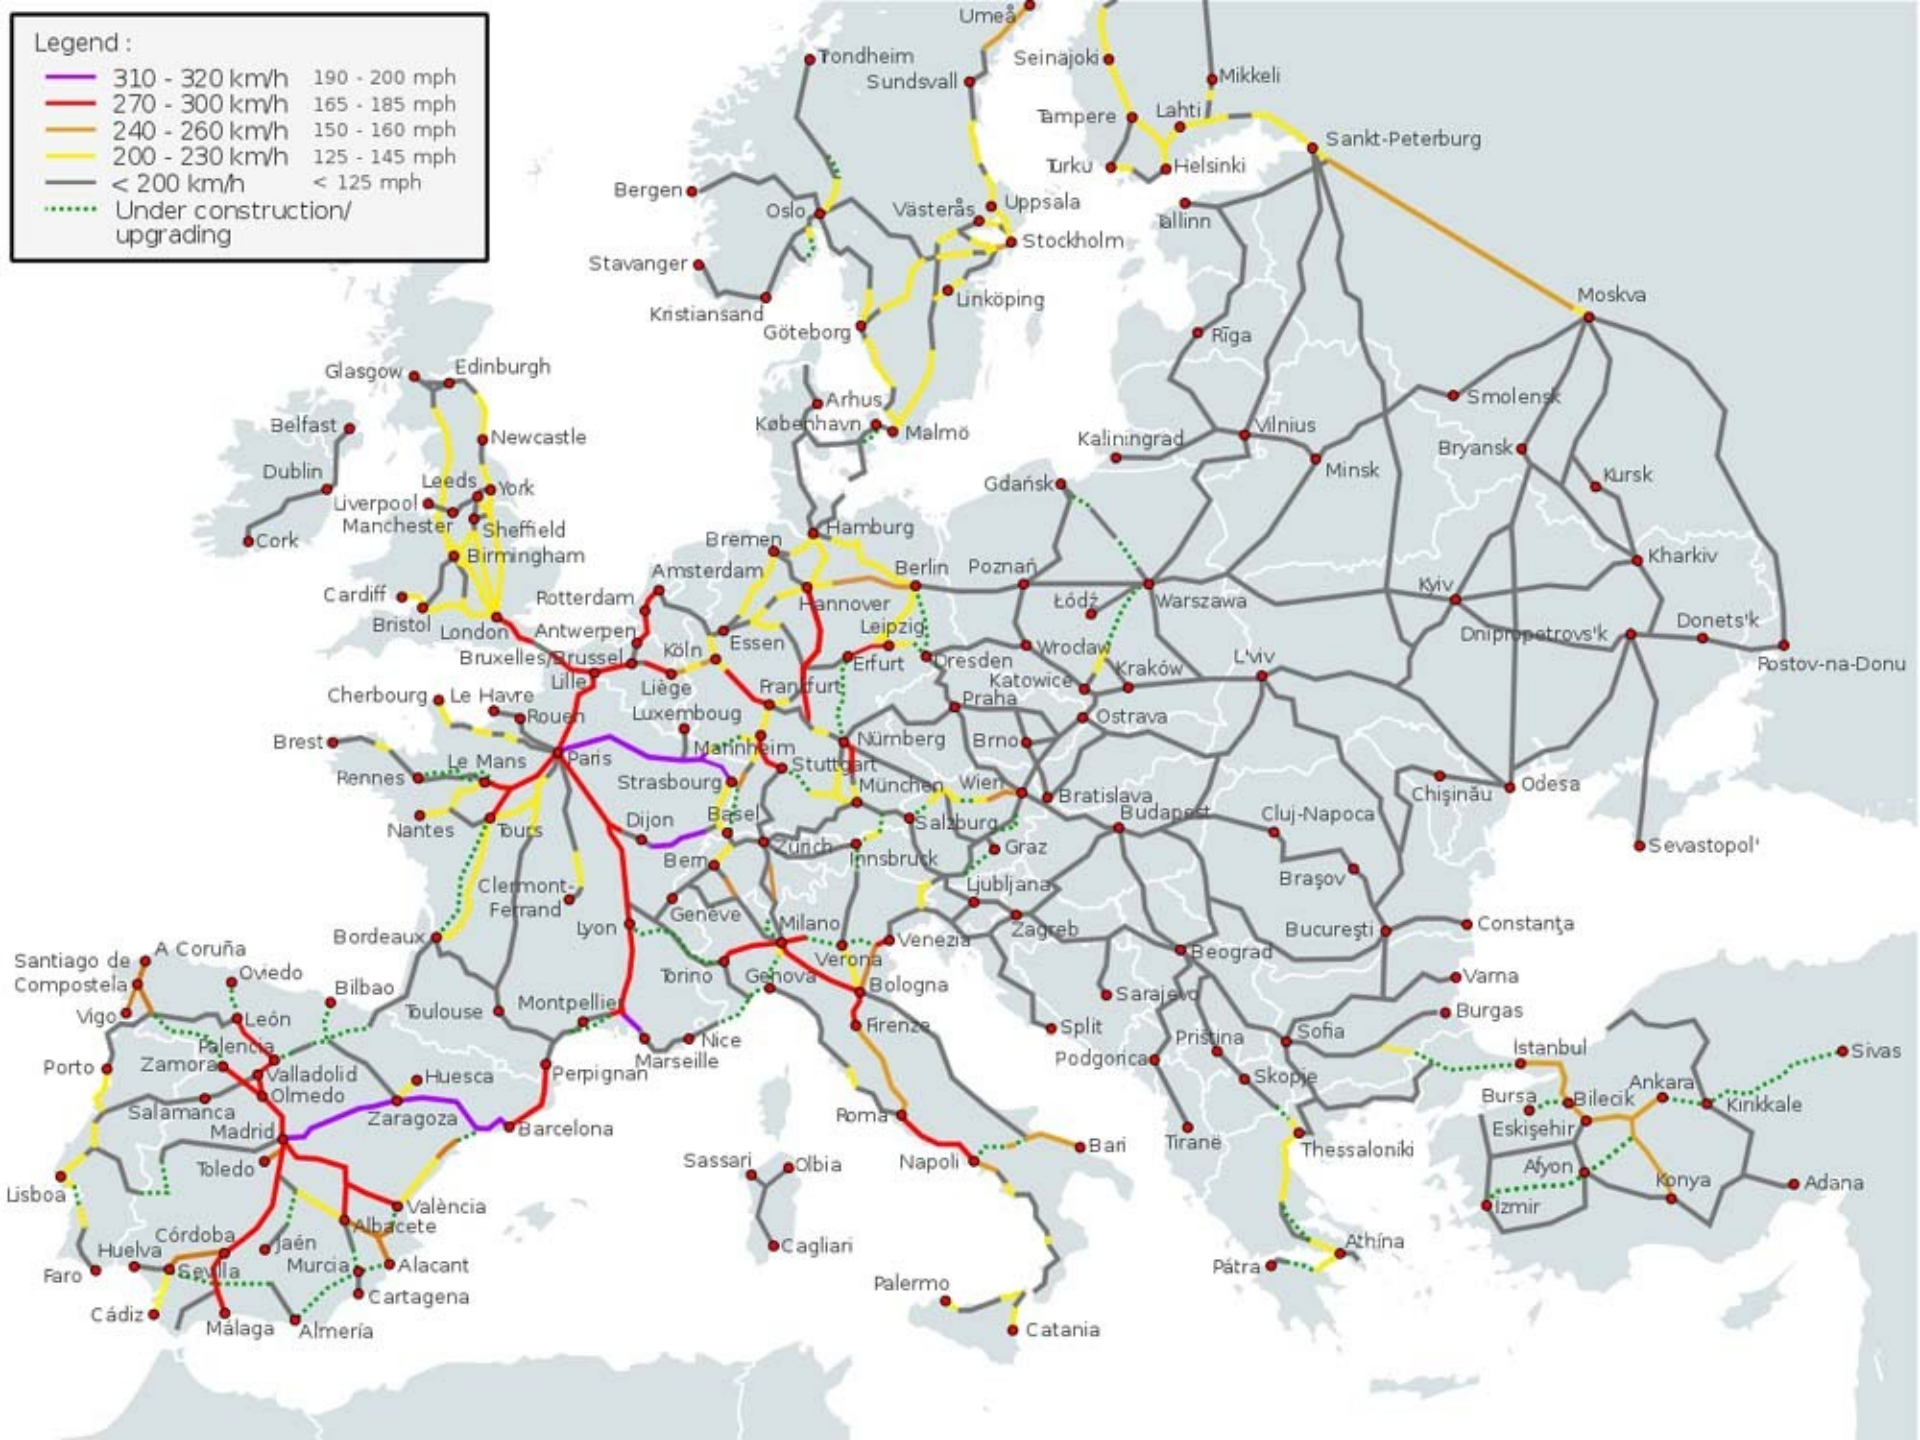 Legend :
310 - 320 km/h 190 - 200 mph
270 - 300 km/h 165 - 185 mph
240 - 260 km/h 150 - 160 mph
200 - 230 km/h 125 - 145 mph
< 200 km/h < 125 mph
Under construction/
upgrading
Umeå
Tondheim
Sundsvall
Seinäjoki
Mikkeli
Tampere
Lahti
Sankt-Peterburg
Turku
Helsinki
Bergen
Oslo
Västerås
Uppsala
Tallinn
Stockholm
Stavanger
Linköping
Kristiansand
Göteborg
Moskva
Rīga
Glasgow
Edinburgh
Arhus
Smolensk
Belfast
Newcastle
København
Malmö
Kaliningrad
Vilnius
Minsk
Bryansk
Kursk
Dublin
Leeds
York
Liverpool
Manchester
Sheffield
Gdańsk
Cork
Birmingham
Bremen
Hamburg
Kharkiv
Cardiff
Amsterdam
Berlin
Poznań
Kyiv
Rotterdam
Hannover
Łódź
Warszawa
Bristol
London
Antwerpen
Essen
Leipzig
Donets'k
Dnipropetrovs'k
Bruxelles/Brussel
Köln
Erfurt
Dresden
Wrocław
L'viv
Rostov-na-Donu
Lille
Liège
Frankfurt
Katowice
Kraków
Cherbourg
Le Havre
Rouen
Luxemboug
Praha
Ostrava
Brest
Paris
Mannheim
Nürnberg
Brno
Rennes
Le Mans
Strasbourg
Stuttgart
München
Wien
Bratislava
Chişinău
Odesa
Nantes
Tours
Dijon
Basel
Salzburg
Budapest
Cluj-Napoca
Sevastopol'
Zürich
Innsbruck
Graz
Bern
Braşov
Clermont-
Ferrand
Genève
Ljubljana
Bordeaux
Lyon
Milano
Venezia
Zagreb
Bucureşti
Constanţa
Santiago de
Compostela
A Coruña
Oviedo
Bilbao
Torino
Genova
Verona
Bologna
Beograd
Varna
Vigo
León
Toulouse
Montpellier
Firenze
Sarajevo
Split
Sofia
Burgas
Porto
Zamora
Palencia
Valladolid
Olmedo
Huesca
Perpignan
Marseille
Nice
Podgorica
Priština
Skopje
İstanbul
Sivas
Salamanca
Zaragoza
Barcelona
Roma
Bursa
Bilecik
Ankara
Kırıkkale
Madrid
Toledo
Sassari
Olbia
Napoli
Bari
Tiranë
Thessaloníki
Eskişehir
Afyon
Konya
Adana
Lisboa
València
Albacete
İzmir
Córdoba
Jaén
Murcia
Alacant
Cagliari
Athína
Pátra
Huelva
Faro
Sevilla
Cartagena
Palermo
Cádiz
Málaga
Almería
Catania